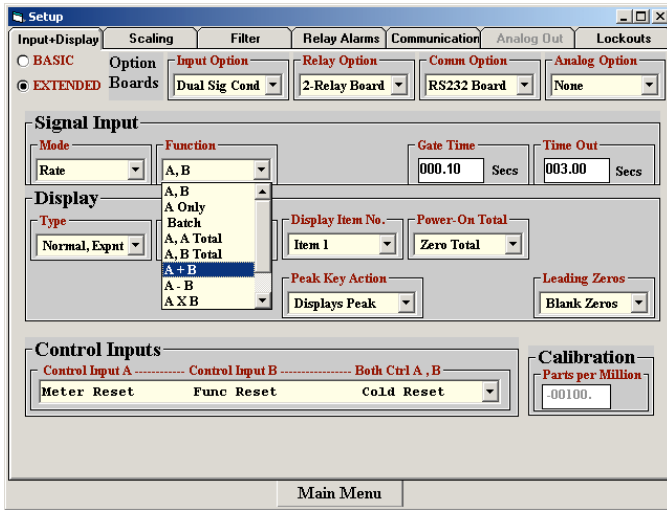 Setup
Input+Display Scaling Filter Relay Alarms Communication Analog Out Lockouts
BASIC
EXTENDED
Option Boards
Input Option
Dual Sig Cond
Relay Option
2-Relay Board
Comm Option
RS232 Board
Analog Option
None
Signal Input
Mode
Rate
Function
A, B
Gate Time
000.10 Secs
Time Out
003.00 Secs
A, B
A Only
Batch
A, A Total
A, B Total
A + B
A - B
A X B
Display
Type
Normal, Expnt
Display Item No.
Item 1
Power-On Total
Zero Total
Peak Key Action
Displays Peak
Leading Zeros
Blank Zeros
Control Inputs
Control Input A ------------ Control Input B ----------------- Both Ctrl A , B
Meter Reset Func Reset Cold Reset
Calibration
Parts per Million
-00100.
Main Menu